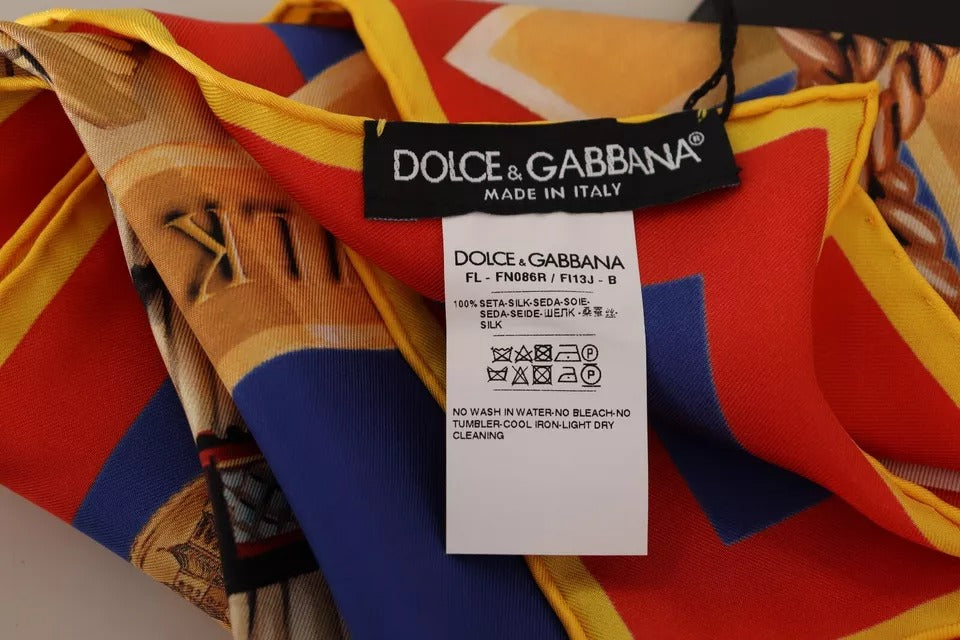 DOLCE & GABBANA®
MADE IN ITALY
DOLCE & GABBANA
FL - FN086R / FI13J - B
100% SETA-SILK-SEDA-SOIE-
SEDA-SEIDE-ШЕЛК-桑蚕丝-
SILK
NO WASH IN WATER-NO BLEACH-NO
TUMBLER-COOL IRON-LIGHT DRY
CLEANING